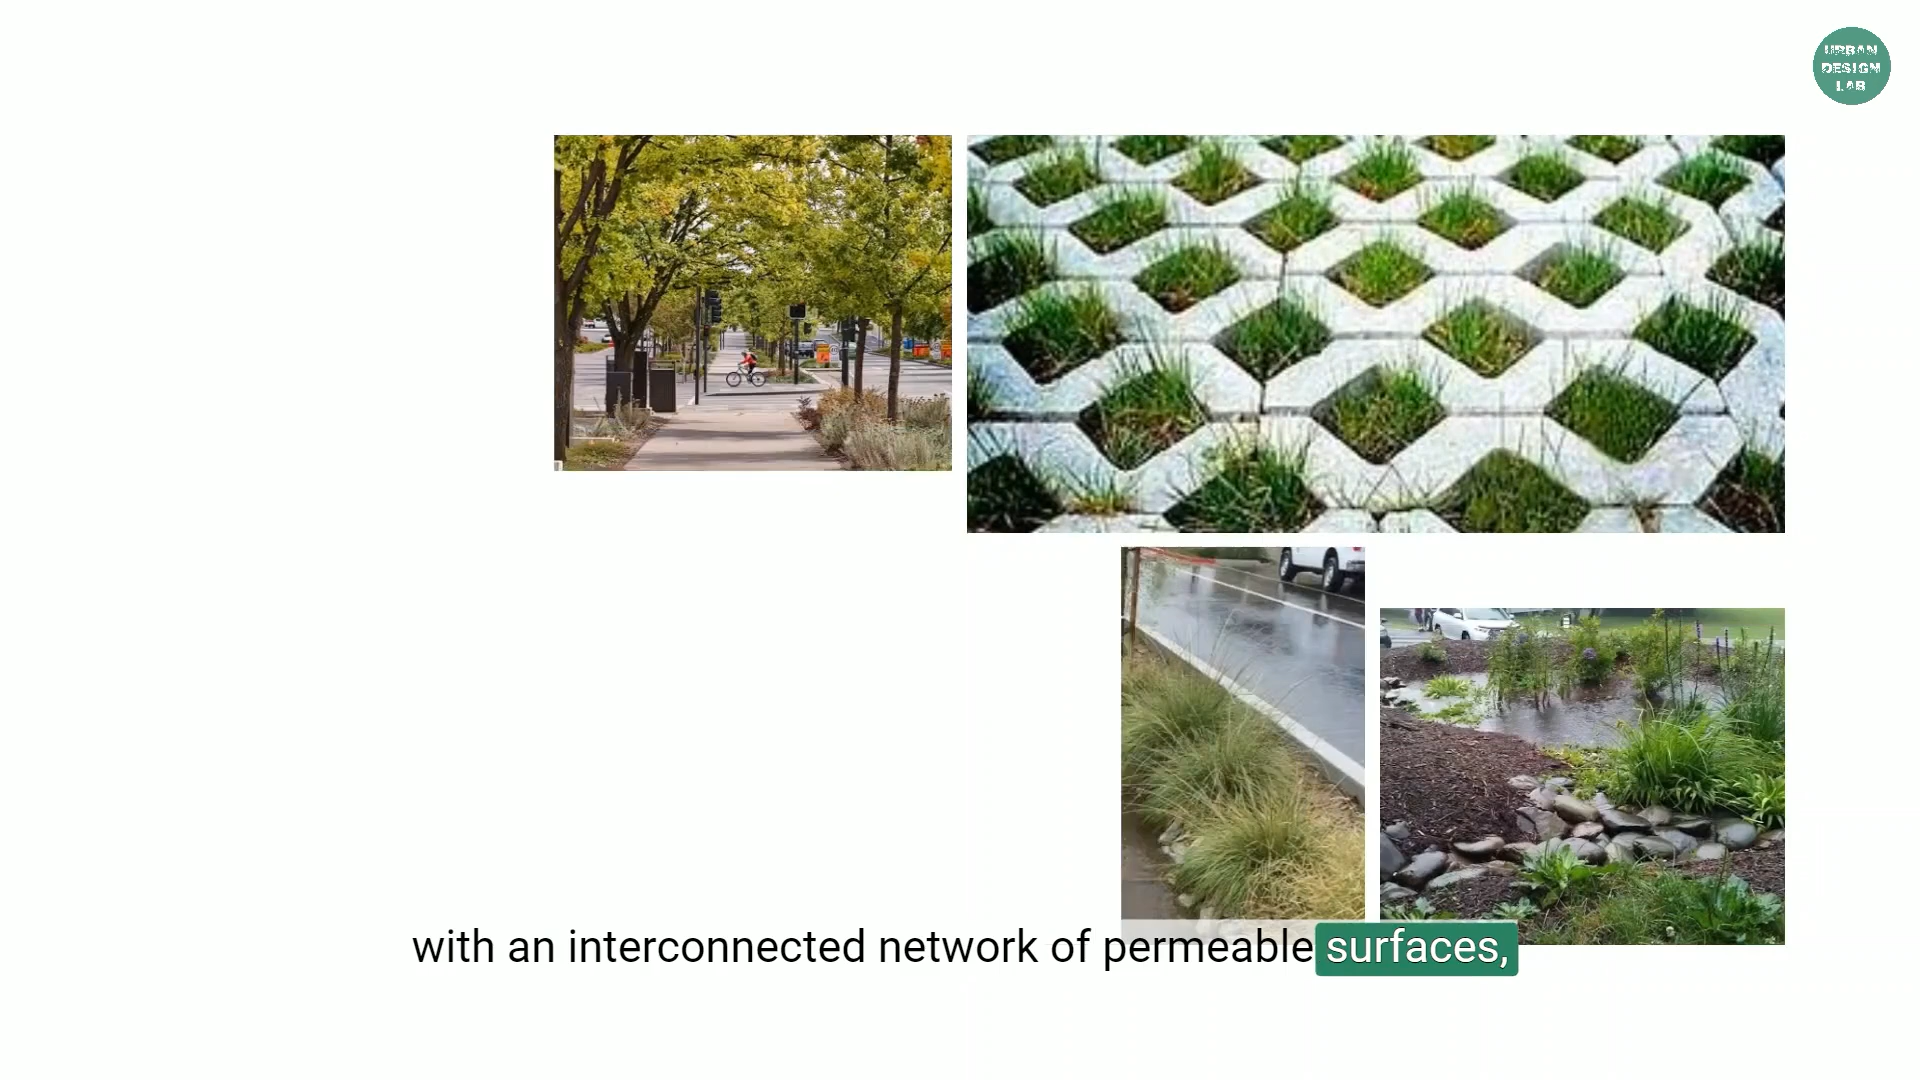 URBAN
DESIGN
LAB
with an interconnected network of permeable surfaces,